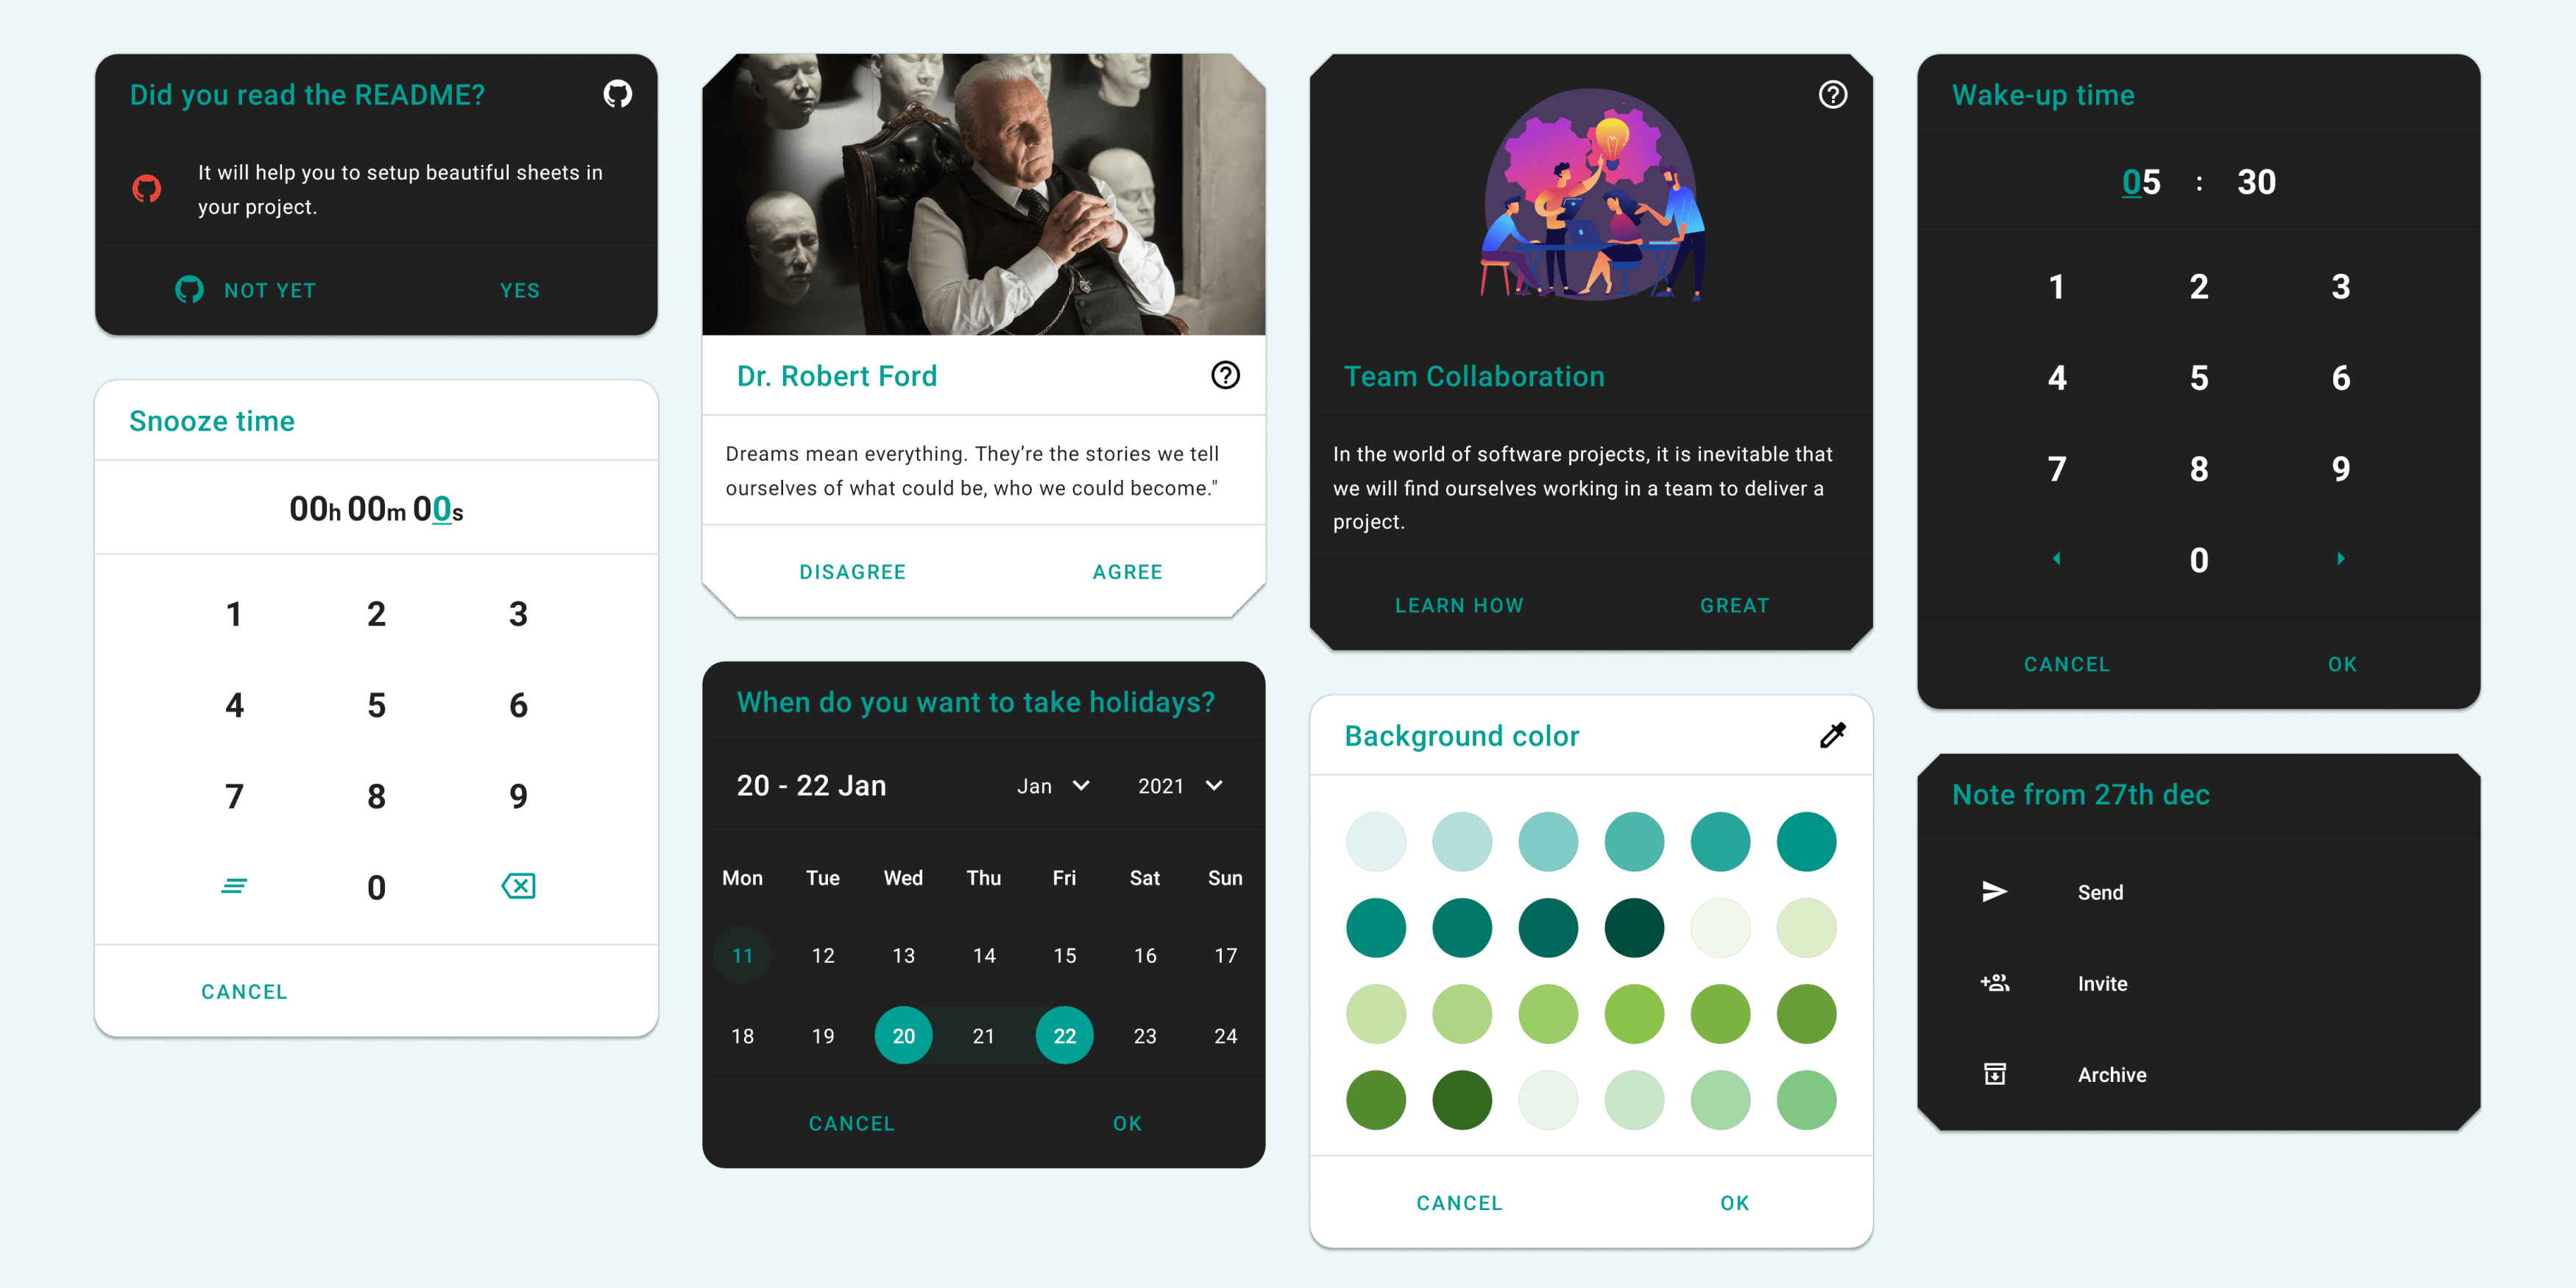 Did you read the README?
It will help you to setup beautiful sheets in
your project.
NOT YET YES
Snooze time
00h 00m 00s
1 2 3
4 5 6
7 8 9
0
CANCEL
Dr. Robert Ford
Dreams mean everything. They’re the stories we tell
ourselves of what could be, who we could become."
DISAGREE AGREE
When do you want to take holidays?
20 - 22 Jan Jan 2021
Mon Tue Wed Thu Fri Sat Sun
11 12 13 14 15 16 17
18 19 20 21 22 23 24
CANCEL OK
Team Collaboration
In the world of software projects, it is inevitable that
we will find ourselves working in a team to deliver a
project.
LEARN HOW GREAT
Background color
CANCEL OK
Wake-up time
05 : 30
1 2 3
4 5 6
7 8 9
0
CANCEL OK
Note from 27th dec
Send
Invite
Archive